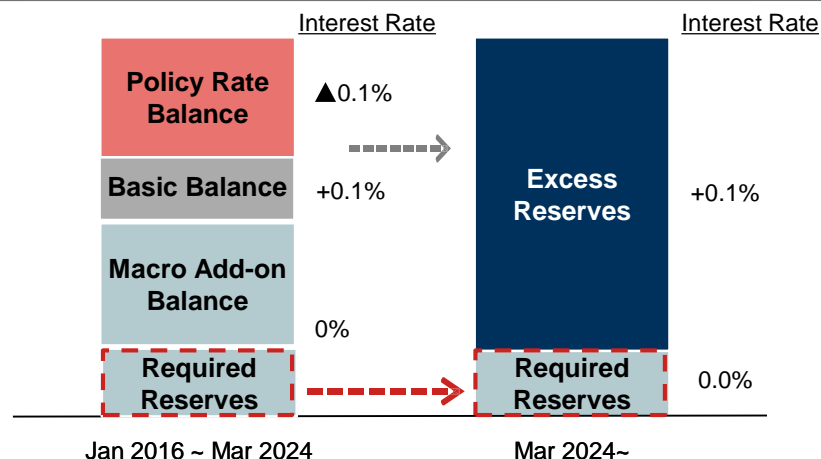 Interest Rate
Interest Rate
Policy Rate
Balance
▲0.1%
Basic Balance
+0.1%
Excess
Reserves
+0.1%
Macro Add-on
Balance
0%
Required
Reserves
Required
Reserves
0.0%
Jan 2016 ~ Mar 2024
Mar 2024~